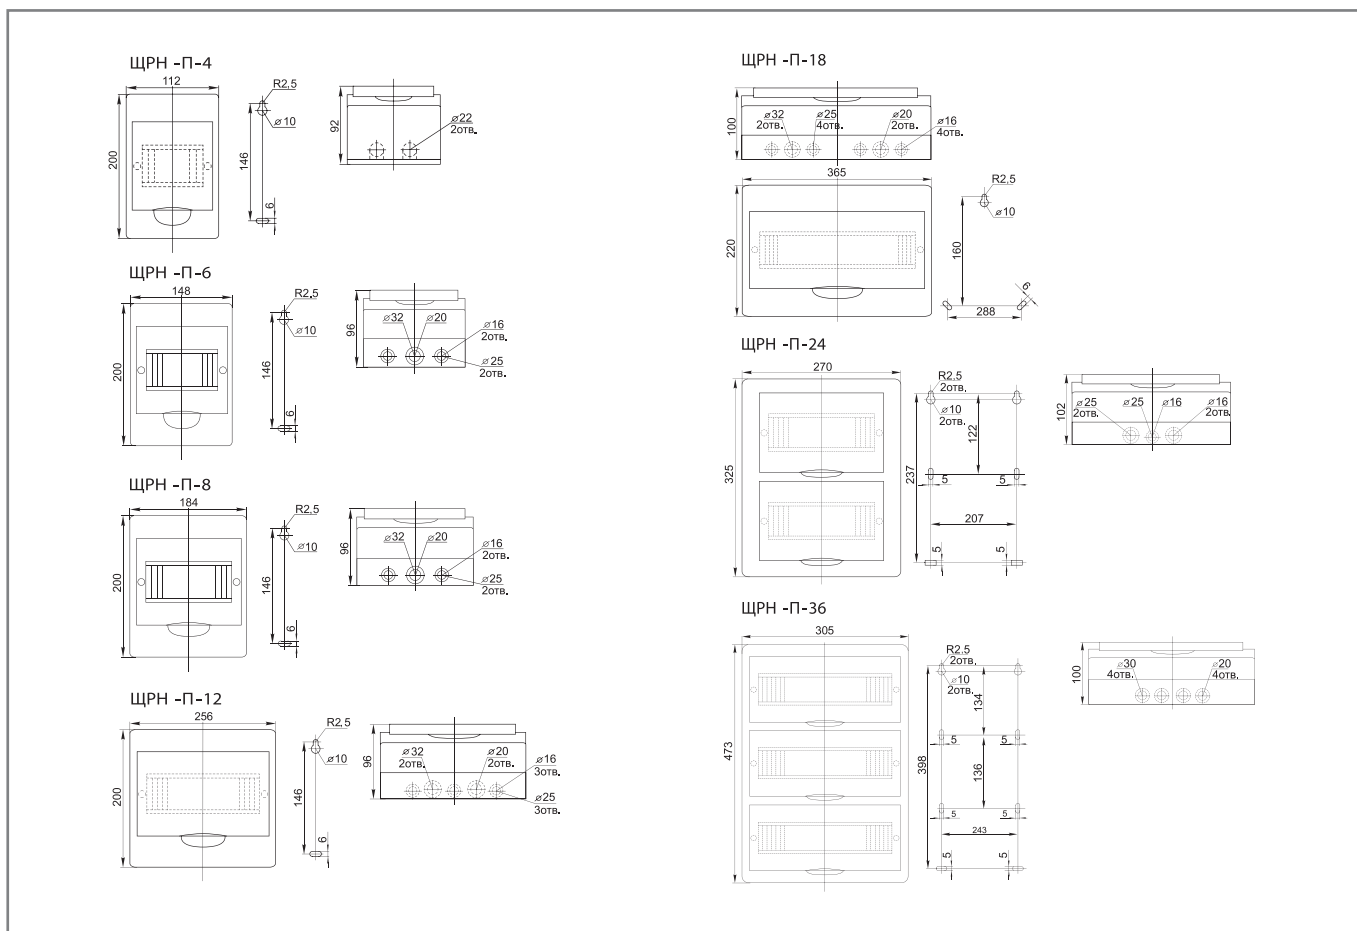 ЩРН -П-4
112
200
R2,5
⌀10
146
6
92
⌀22
2отв.
ЩРН -П-6
148
200
R2,5
⌀10
146
6
96
⌀32
⌀20
⌀16
2отв.
⌀25
2отв.
ЩРН -П-8
184
200
R2,5
⌀10
146
6
96
⌀32
⌀20
⌀16
2отв.
⌀25
2отв.
ЩРН -П-12
256
200
R2,5
⌀10
146
6
96
⌀32
2отв.
⌀20
2отв.
⌀16
3отв.
⌀25
3отв.
ЩРН -П-18
100
⌀32
2отв.
⌀25
4отв.
⌀20
2отв.
⌀16
4отв.
365
220
R2,5
⌀10
160
6
288
ЩРН -П-24
270
325
R2,5
2отв.
⌀10
2отв.
122
237
5
5
207
5
5
102
⌀25
2отв.
⌀25
⌀16
⌀16
2отв.
ЩРН -П-36
305
473
R2,5
2отв.
⌀10
2отв.
134
398
5
5
136
5
5
243
5
5
100
⌀30
4отв.
⌀20
4отв.